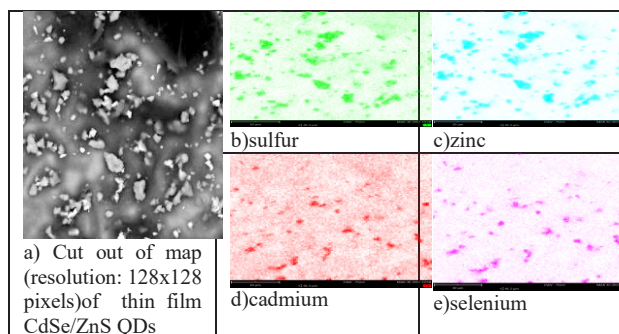 b)sulfur
c)zinc
a) Cut out of map
(resolution: 128x128
pixels)of thin film
CdSe/ZnS QDs
d)cadmium
e)selenium